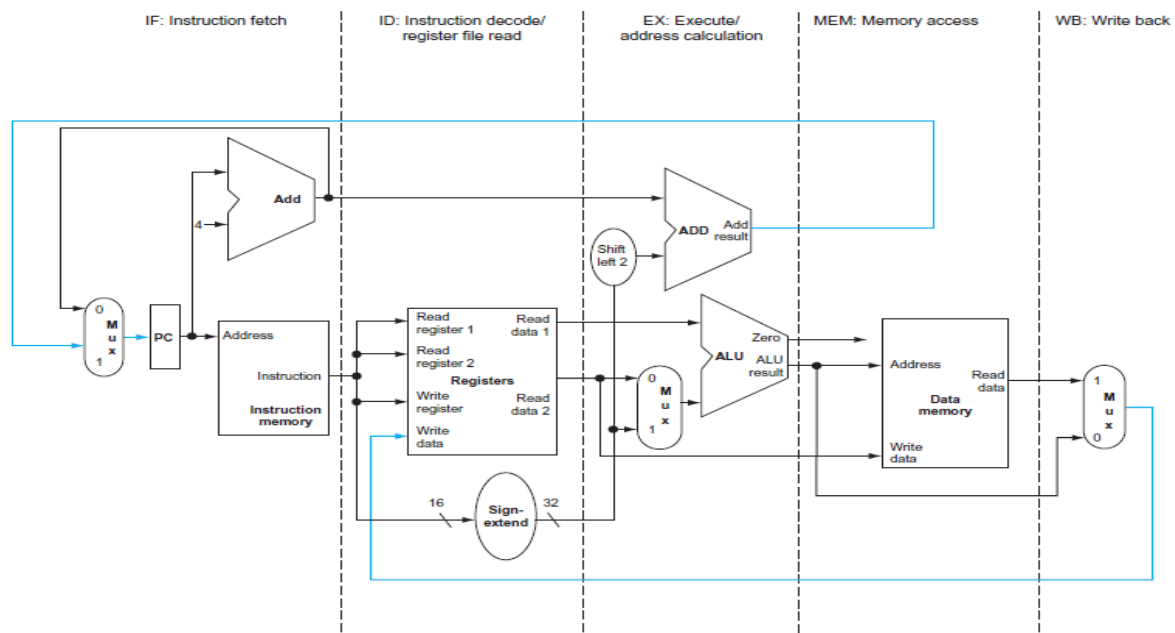 IF: Instruction fetch
ID: Instruction decode/
register file read
EX: Execute/
address calculation
MEM: Memory access
WB: Write back
Add
4
ADD
Add
result
Shift
left 2
0
M
u
x
1
PC
Address
Instruction
Instruction
memory
Read
register 1
Read
register 2
Registers
Write
register
Write
data
Read
data 1
Read
data 2
0
M
u
x
1
Zero
ALU
ALU
result
Address
Read
data
Data
memory
Write
data
1
M
u
x
0
16
Sign-
extend
32